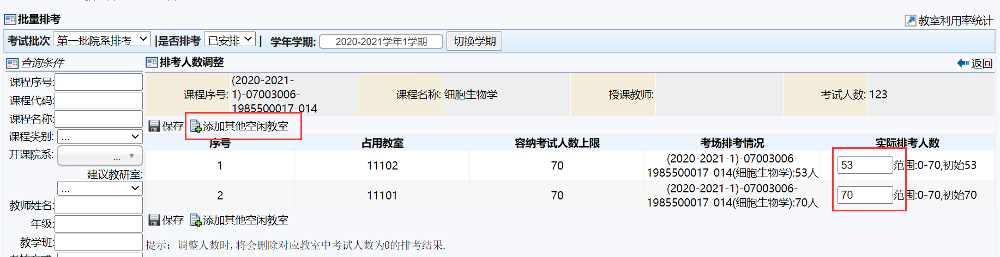 批量排考
教室利用率统计
考试批次 第一批院系排考 |是否排考 已安排 | 学年学期: 2020-2021学年1学期 切换学期
查询条件
课程序号:
课程代码:
课程名称:
课程类别: ...
开课院系: ...
建议教研室:
...
教师姓名:
年级:
教学班:
排考人数调整
返回
课程序号: (2020-2021-
1)-07003006-
1985500017-014
课程名称: 细胞生物学
授课教师:
考试人数: 123
保存 添加其他空闲教室
序号 占用教室 容纳考试人数上限 考场排考情况 实际排考人数
1 11102 70 (2020-2021-1)-07003006-
1985500017-014(细胞生物学):53人 53 范围:0-70,初始53
2 11101 70 (2020-2021-1)-07003006-
1985500017-014(细胞生物学):70人 70 范围:0-70,初始70
保存 添加其他空闲教室
提示：调整人数时,将会删除对应教室中考试人数为0的排考结果.